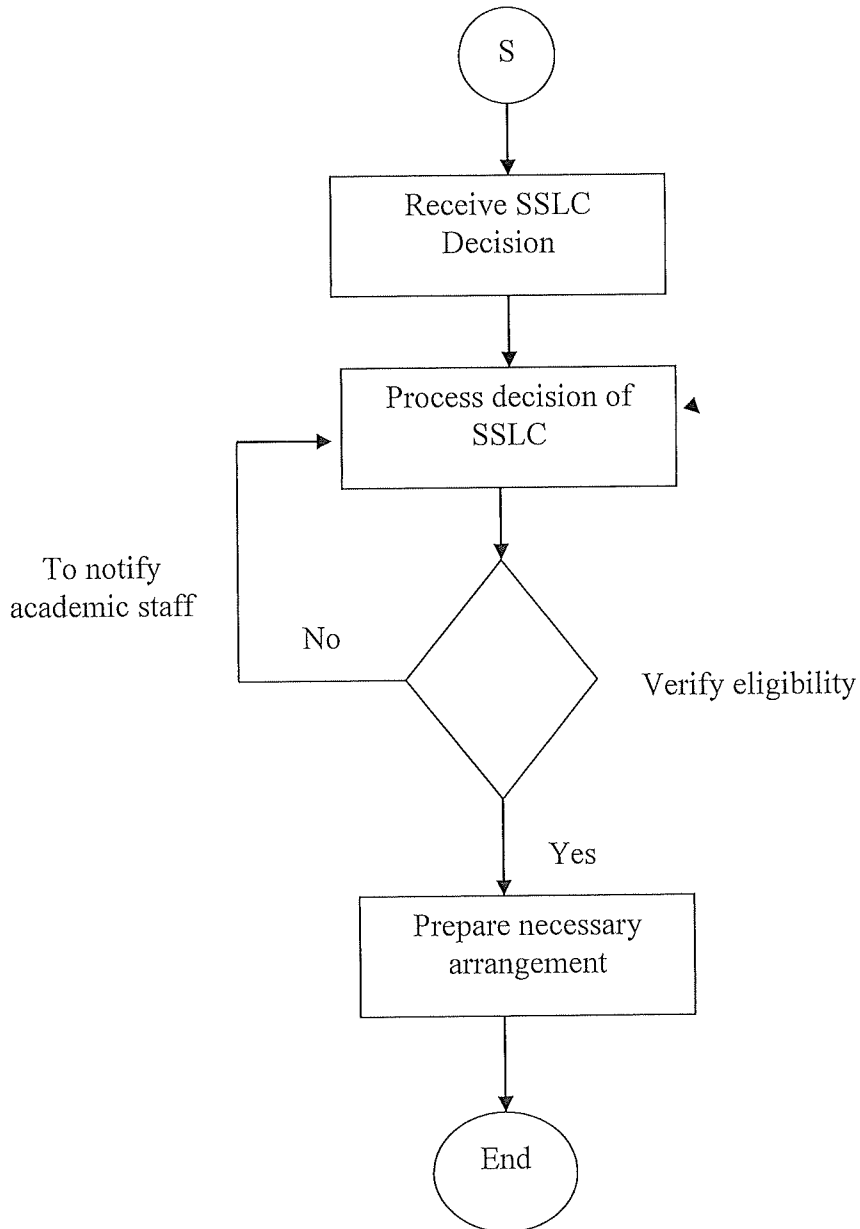 S
Receive SSLC
Decision
Process decision of
SSLC
To notify
academic staff
No
Verify eligibility
Yes
Prepare necessary
arrangement
End